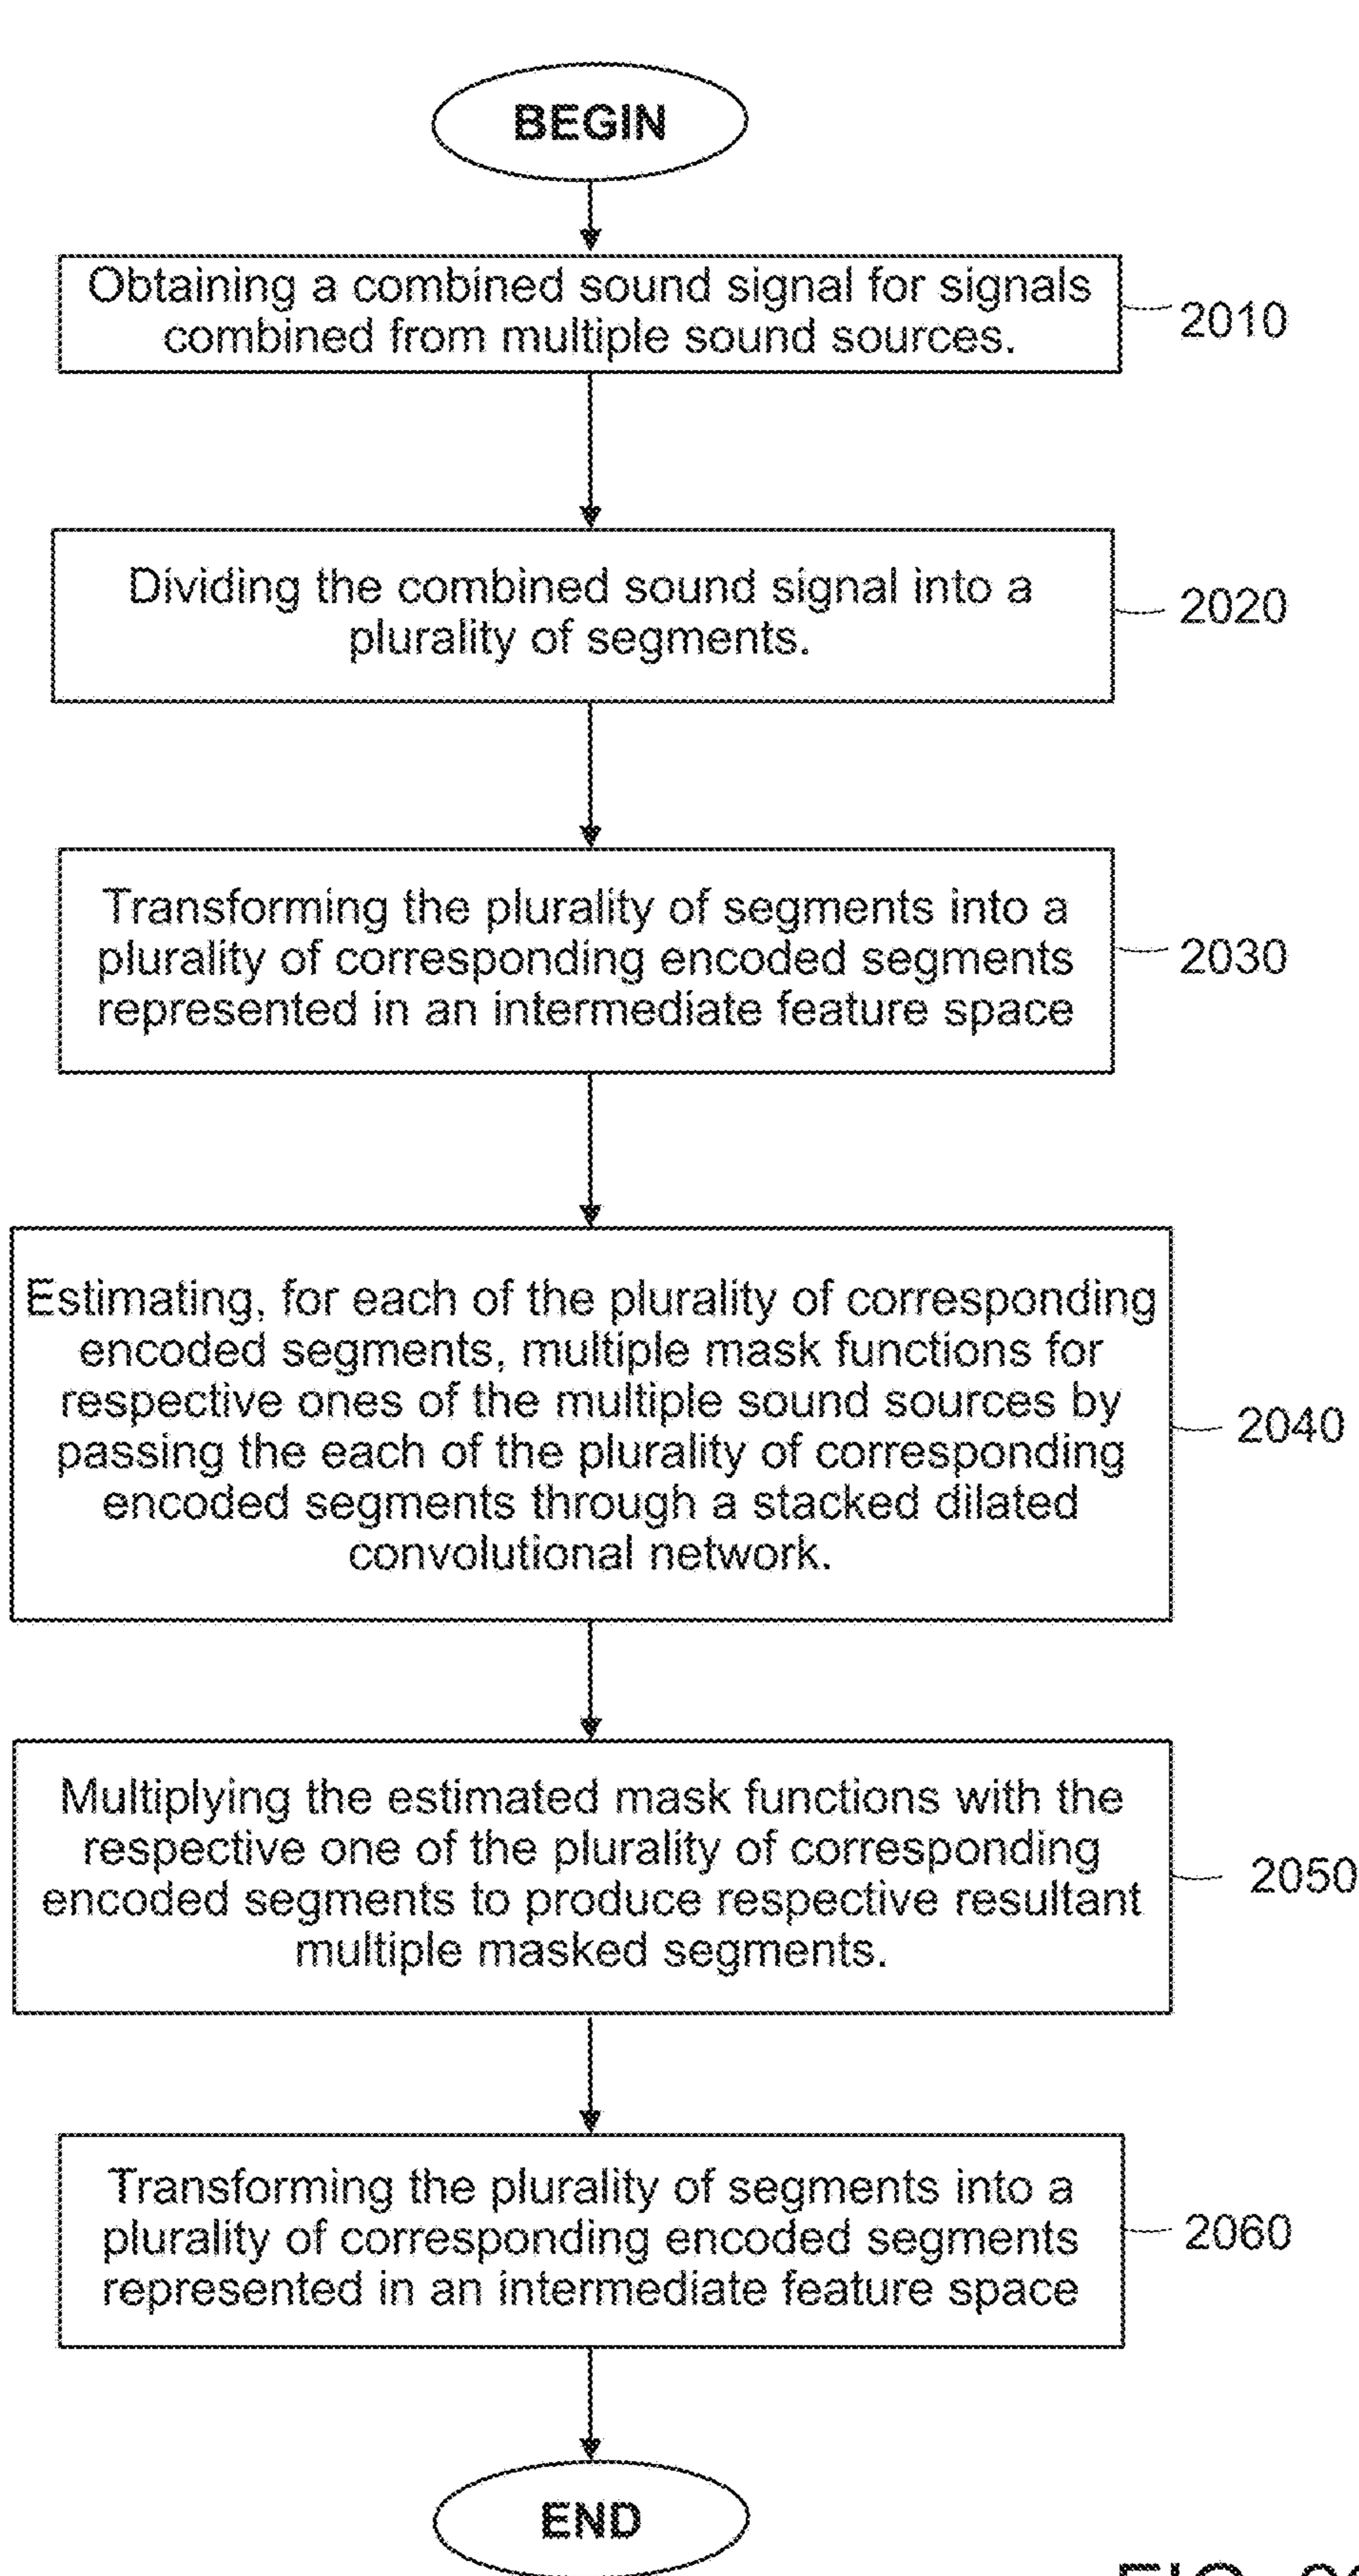 BEGIN
Obtaining a combined sound signal for signals
combined from multiple sound sources.
2010
Dividing the combined sound signal into a
plurality of segments.
2020
Transforming the plurality of segments into a
plurality of corresponding encoded segments
represented in an intermediate feature space
2030
Estimating, for each of the plurality of corresponding
encoded segments, multiple mask functions for
respective ones of the multiple sound sources by
passing the each of the plurality of corresponding
encoded segments through a stacked dilated
convolutional network.
2040
Multiplying the estimated mask functions with the
respective one of the plurality of corresponding
encoded segments to produce respective resultant
multiple masked segments.
2050
Transforming the plurality of segments into a
plurality of corresponding encoded segments
represented in an intermediate feature space
2060
END